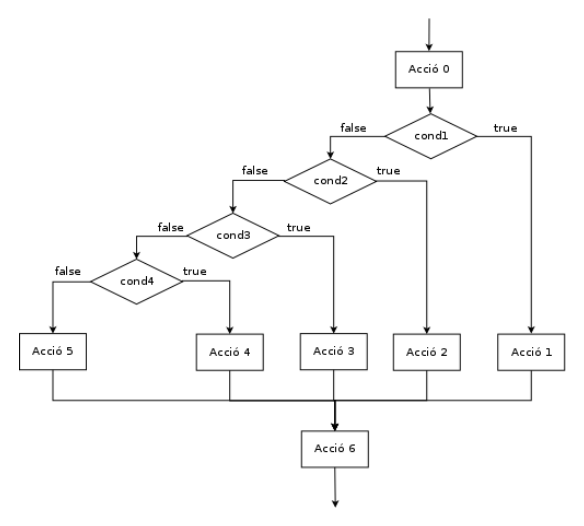 Acció 0
false
cond1
true
false
cond2
true
false
cond3
true
false
cond4
true
Acció 5
Acció 4
Acció 3
Acció 2
Acció 1
Acció 6